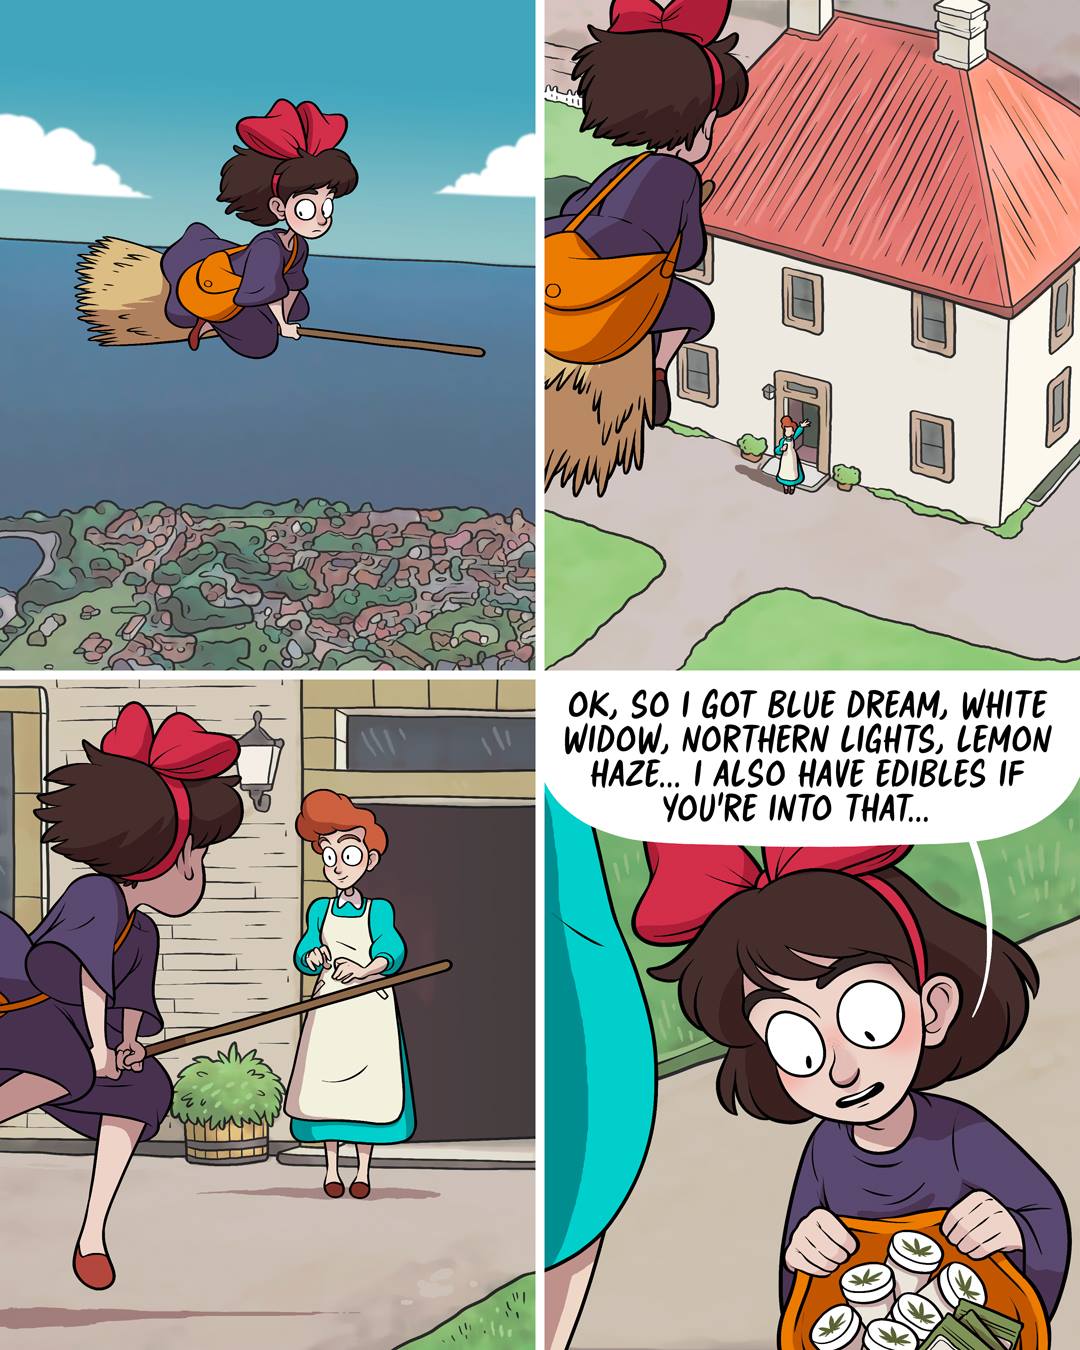 OK, SO I GOT BLUE DREAM, WHITE
WIDOW, NORTHERN LIGHTS, LEMON
HAZE... I ALSO HAVE EDIBLES IF
YOU'RE INTO THAT...